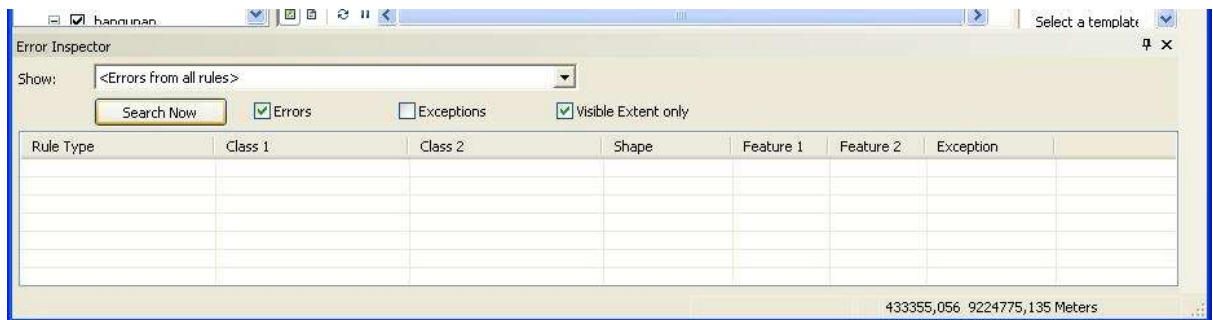 bangunan
Select a template
Error Inspector
Show: <Errors from all rules>
Search Now Errors Exceptions Visible Extent only
Rule Type Class 1 Class 2 Shape Feature 1 Feature 2 Exception
433355,056 9224775,135 Meters